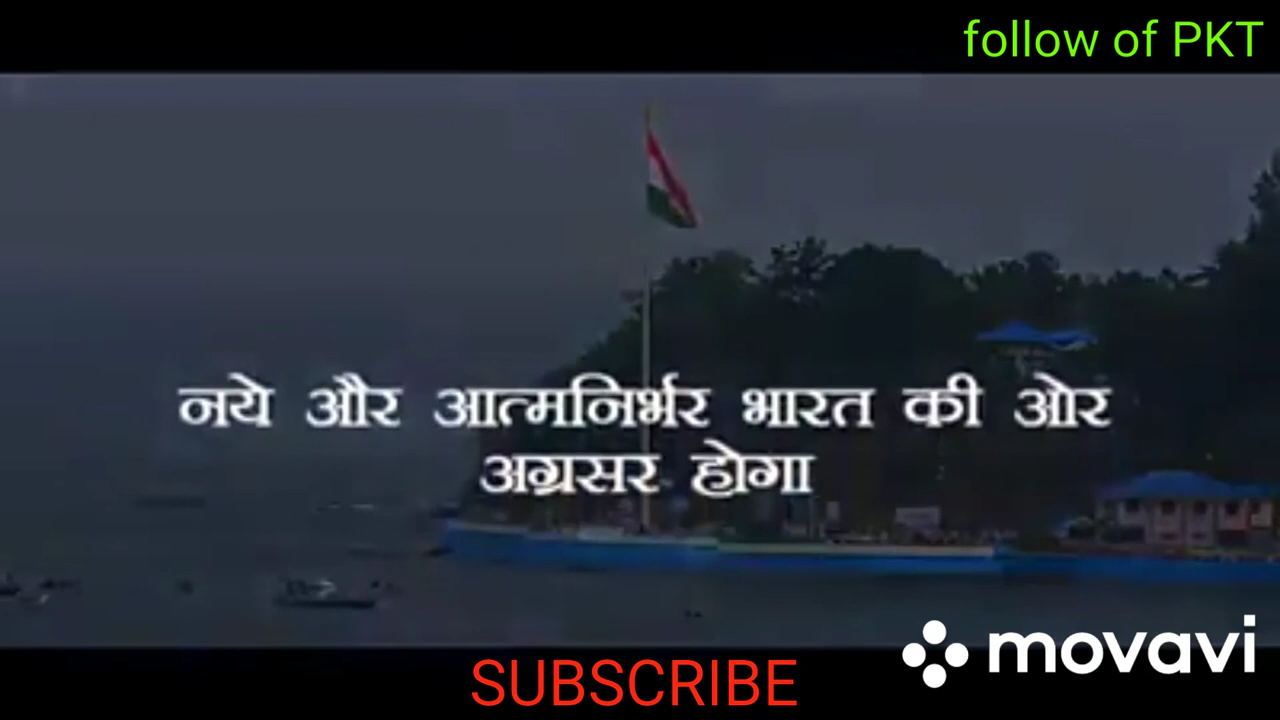 follow of PKT
नये और आत्मनिर्भर भारत की ओर
अग्रसर होगा
movavi
SUBSCRIBE